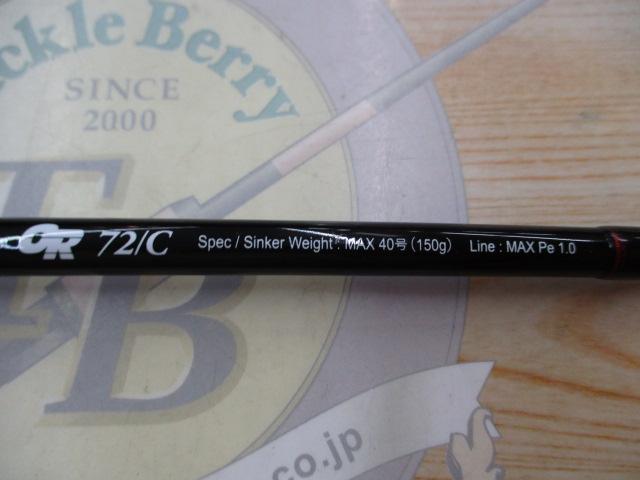 ckle Berry
SINCE
2000
TB
OR 72/C Spec / Sinker Weight : MAX 40号 (150g) Line : MAX Pe 1.0
co.jp